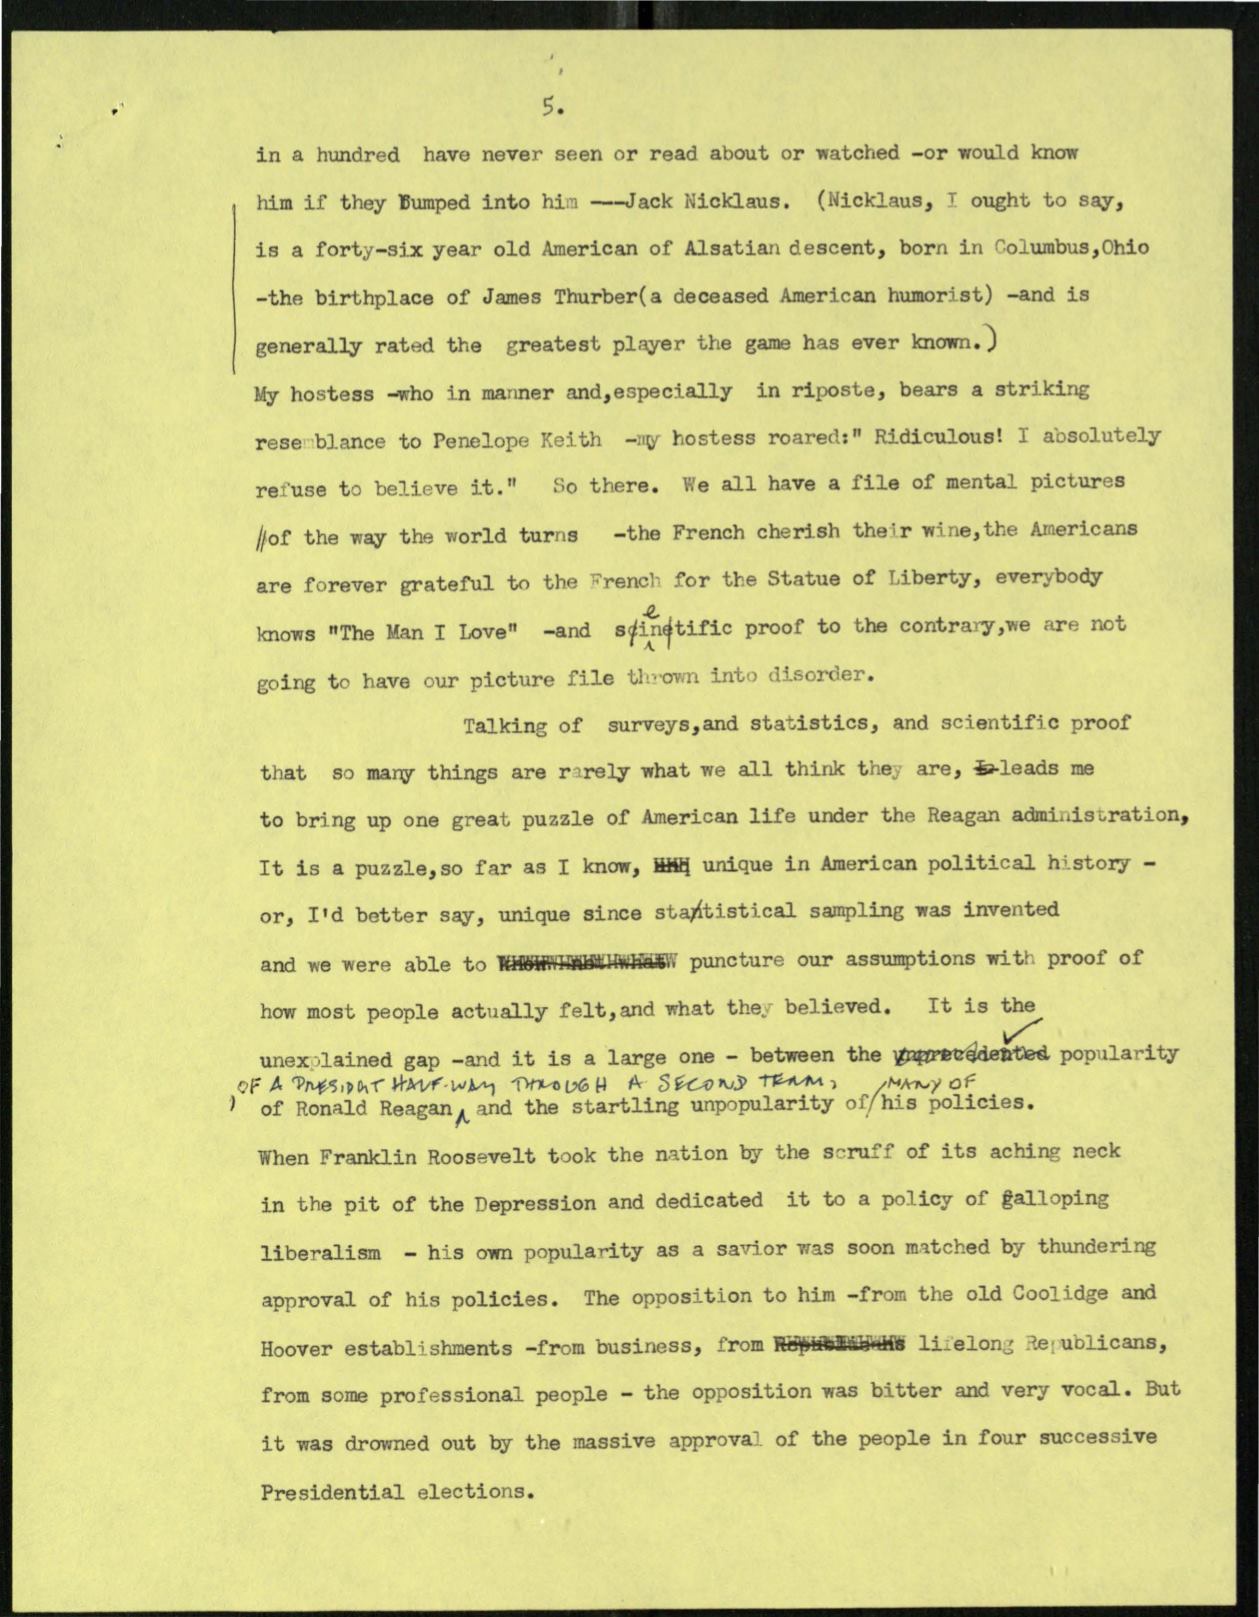 5.
in a hundred have never seen or read about or watched -or would know
him if they Bumped into him ---Jack Nicklaus. (Nicklaus, I ought to say,
is a forty-six year old American of Alsatian descent, born in Columbus,Ohio
-the birthplace of James Thurber(a deceased American humorist) -and is
generally rated the greatest player the game has ever known.)
My hostess -who in manner and,especially in riposte, bears a striking
resemblance to Penelope Keith -my hostess roared:" Ridiculous! I absolutely
refuse to believe it." So there. We all have a file of mental pictures
//of the way the world turns -the French cherish their wine,the Americans
are forever grateful to the French for the Statue of Liberty, everybody
knows "The Man I Love" -and scientific proof to the contrary,we are not
going to have our picture file thrown into disorder.
Talking of surveys,and statistics, and scientific proof
that so many things are rarely what we all think they are, leads me
to bring up one great puzzle of American life under the Reagan administration,
It is a puzzle,so far as I know, unique in American political history -
or, I'd better say, unique since statistical sampling was invented
and we were able to puncture our assumptions with proof of
how most people actually felt,and what they believed. It is the
unexplained gap -and it is a large one - between the unprecedented popularity
OF A PRESIDENT HALF-WAY THROUGH A SECOND TERM, MANY OF
of Ronald Reagan, and the startling unpopularity of his policies.
When Franklin Roosevelt took the nation by the scruff of its aching neck
in the pit of the Depression and dedicated it to a policy of galloping
liberalism - his own popularity as a savior was soon matched by thundering
approval of his policies. The opposition to him -from the old Coolidge and
Hoover establishments -from business, from Republicans lifelong Republicans,
from some professional people - the opposition was bitter and very vocal. But
it was drowned out by the massive approval of the people in four successive
Presidential elections.